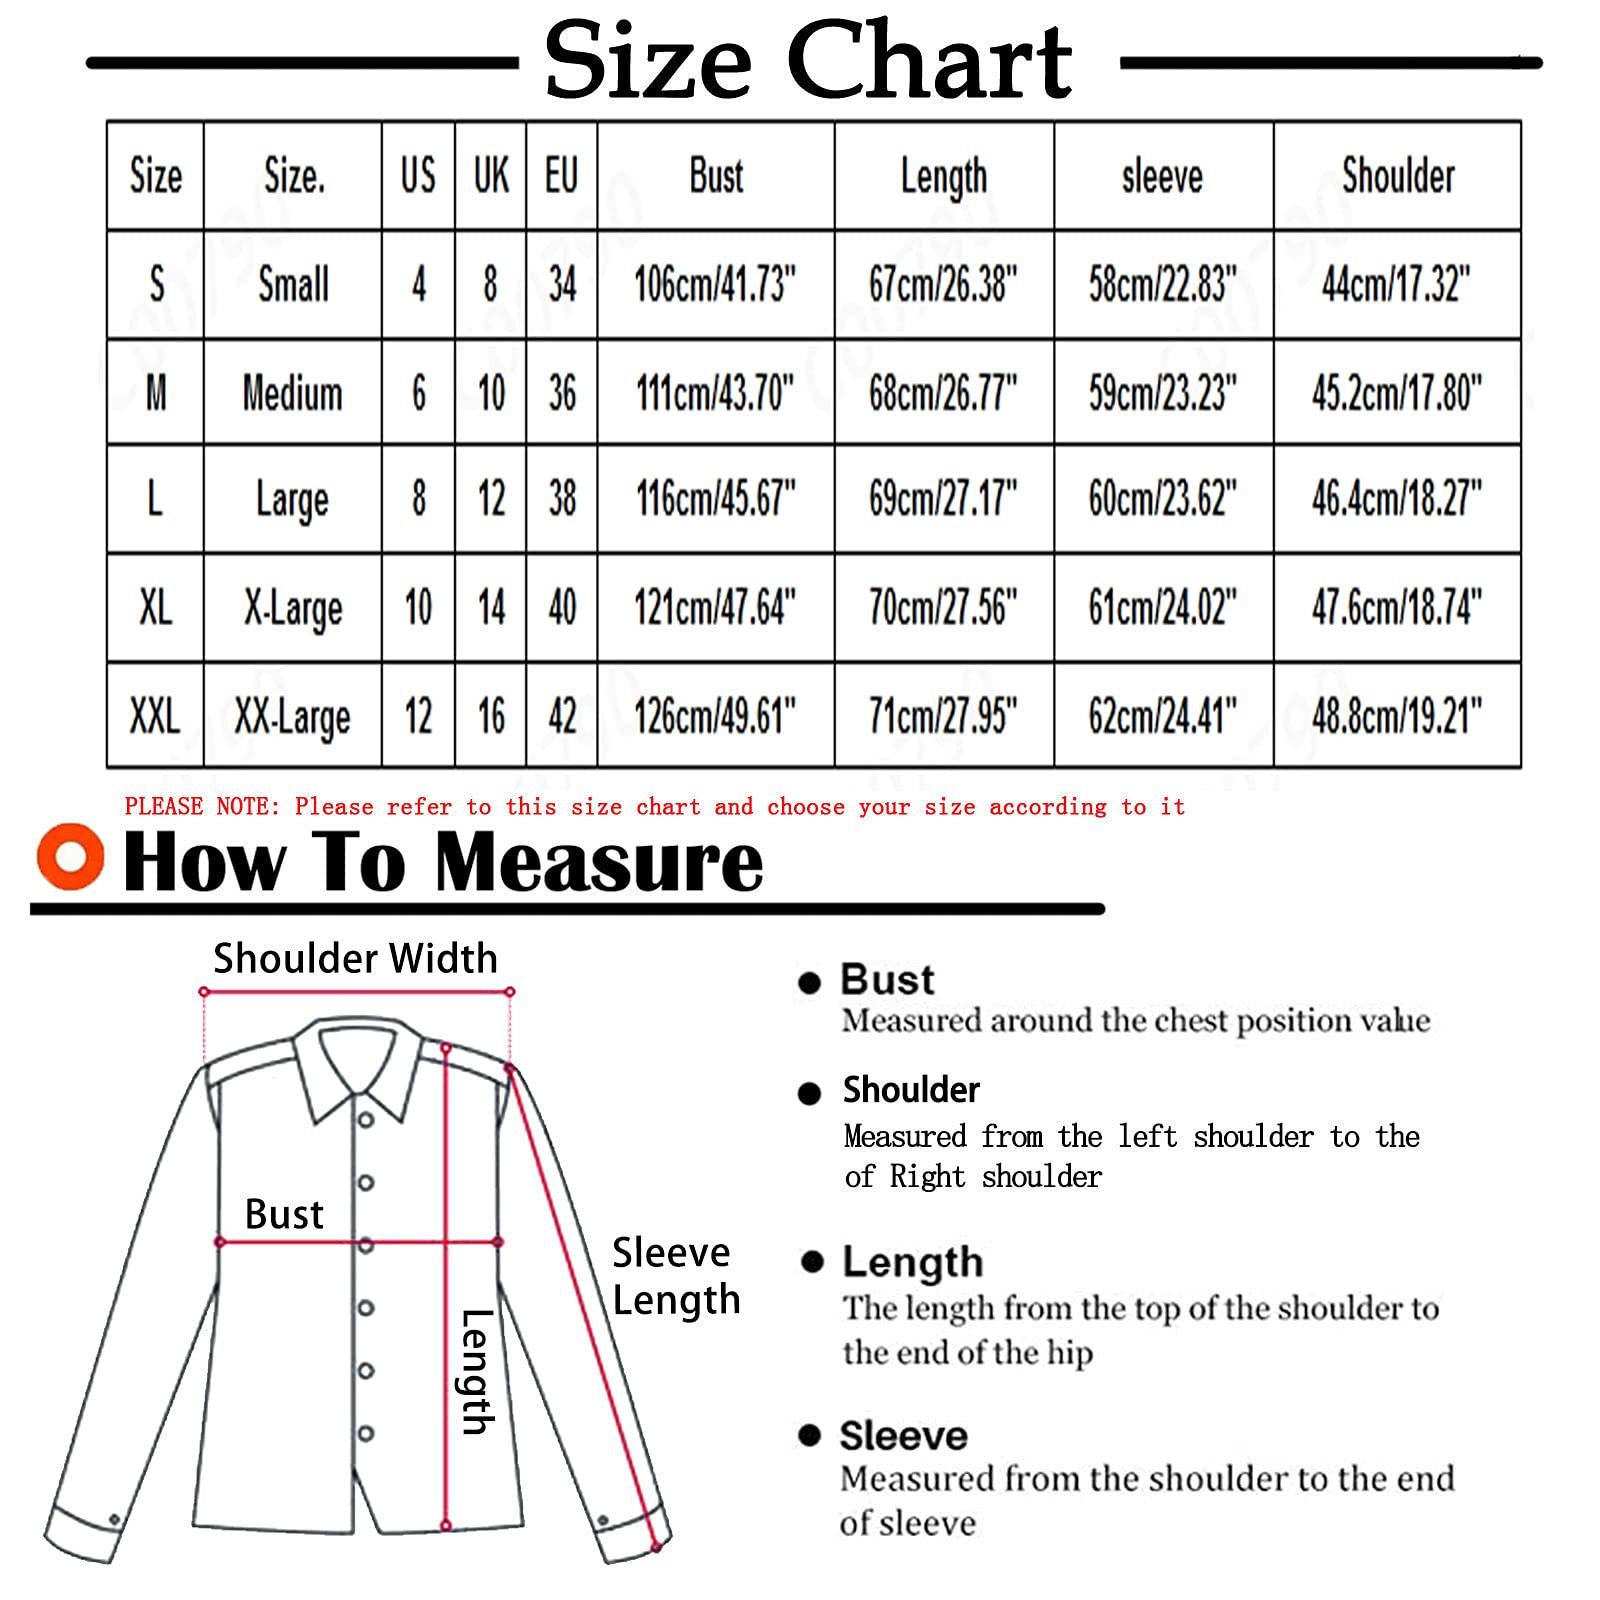 Size Chart
Size Size. US UK EU Bust Length sleeve Shoulder
S Small 4 8 34 106cm/41.73" 67cm/26.38" 58cm/22.83" 44cm/17.32"
M Medium 6 10 36 111cm/43.70" 68cm/26.77" 59cm/23.23" 45.2cm/17.80"
L Large 8 12 38 116cm/45.67" 69cm/27.17" 60cm/23.62" 46.4cm/18.27"
XL X-Large 10 14 40 121cm/47.64" 70cm/27.56" 61cm/24.02" 47.6cm/18.74"
XXL XX-Large 12 16 42 126cm/49.61" 71cm/27.95" 62cm/24.41" 48.8cm/19.21"
PLEASE NOTE: Please refer to this size chart and choose your size according to it
How To Measure
Shoulder Width
Bust
Sleeve
Length
Length
Bust
Measured around the chest position value
Shoulder
Measured from the left shoulder to the
of Right shoulder
Length
The length from the top of the shoulder to
the end of the hip
Sleeve
Measured from the shoulder to the end
of sleeve